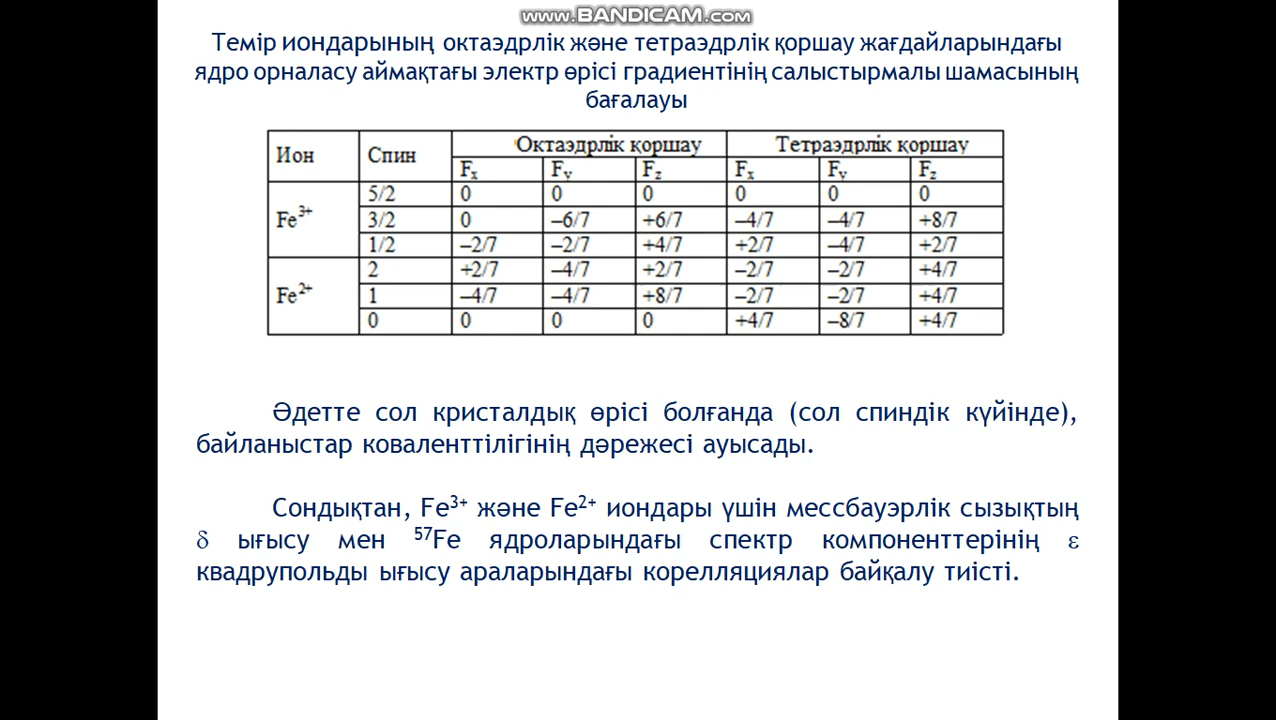 www.BANDICAM.com
Темір иондарының октаэдрлік және тетраэдрлік қоршау жағдайларындағы
ядро орналасу аймақтағы электр өрісі градиентінің салыстырмалы шамасының
бағалауы
Ион Спин Октаэдрлік қоршау Тетраэдрлік қоршау
Fx Fy Fz Fx Fy Fz
Fe3+ 5/2 0 0 0 0 0 0
3/2 0 –6/7 +6/7 –4/7 –4/7 +8/7
1/2 –2/7 –2/7 +4/7 +2/7 –4/7 +2/7
Fe2+ 2 +2/7 –4/7 +2/7 –2/7 –2/7 +4/7
1 –4/7 –4/7 +8/7 –2/7 –2/7 +4/7
0 0 0 0 +4/7 –8/7 +4/7
Әдетте сол кристалдық өрісі болғанда (сол спиндік күйінде),
байланыстар коваленттілігінің дәрежесі ауысады.
Сондықтан, Fe3+ және Fe2+ иондары үшін мессбауэрлік сызықтың
δ ығысу мен 57Fe ядроларындағы спектр компоненттерінің ε
квадрупольды ығысу араларындағы корелляциялар байқалу тиісті.